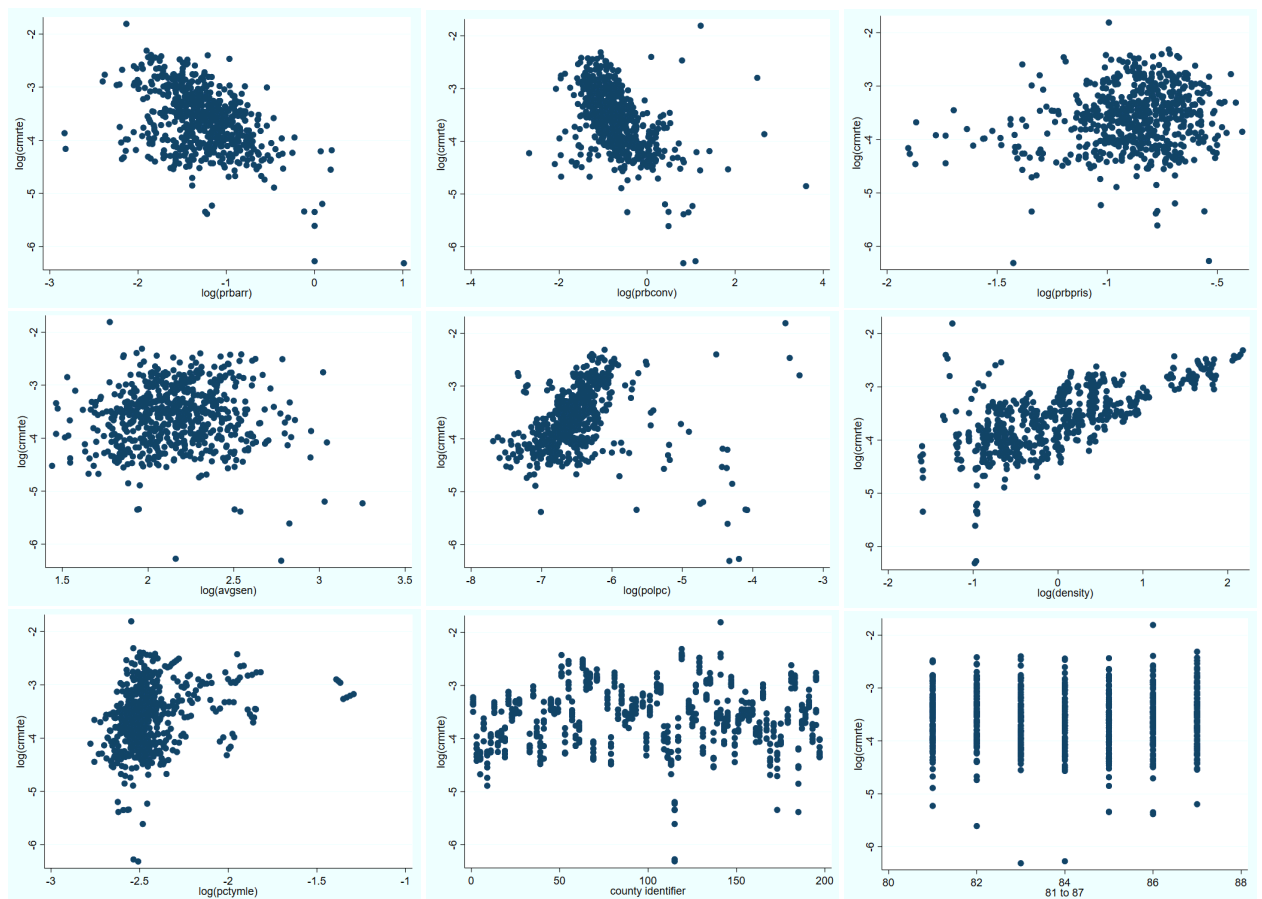 -2 -2 -2
-3 -3 -3
log(crmrte) log(crmrte) log(crmrte)
-4 -4 -4
-5 -5 -5
-6 -6 -6
-3 -2 -1 0 1 -4 -2 0 2 4 -2 -1.5 -1 -.5
log(prbarr) log(prbconv) log(prbpris)
-2 -2 -2
-3 -3 -3
log(crmrte) log(crmrte) log(crmrte)
-4 -4 -4
-5 -5 -5
-6 -6 -6
1.5 2 2.5 3 3.5 -8 -7 -6 -5 -4 -3 -2 -1 0 1 2
log(avgsen) log(polpc) log(density)
-2 -2 -2
-3 -3 -3
log(crmrte) log(crmrte) log(crmrte)
-4 -4 -4
-5 -5 -5
-6 -6 -6
-3 -2.5 -2 -1.5 -1 0 50 100 150 200 80 82 84 86 88
log(pctymle) county identifier 81 to 87